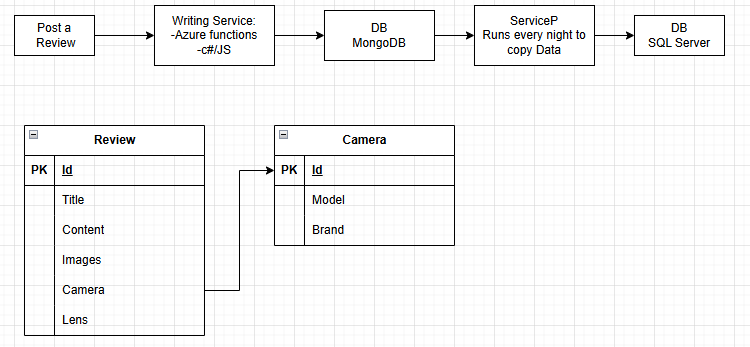 Post a
Review
Writing Service:
-Azure functions
-c#/JS
DB
MongoDB
ServiceP
Runs every night to
copy Data
DB
SQL Server
Review
PK Id
Title
Content
Images
Camera
Lens
Camera
PK Id
Model
Brand